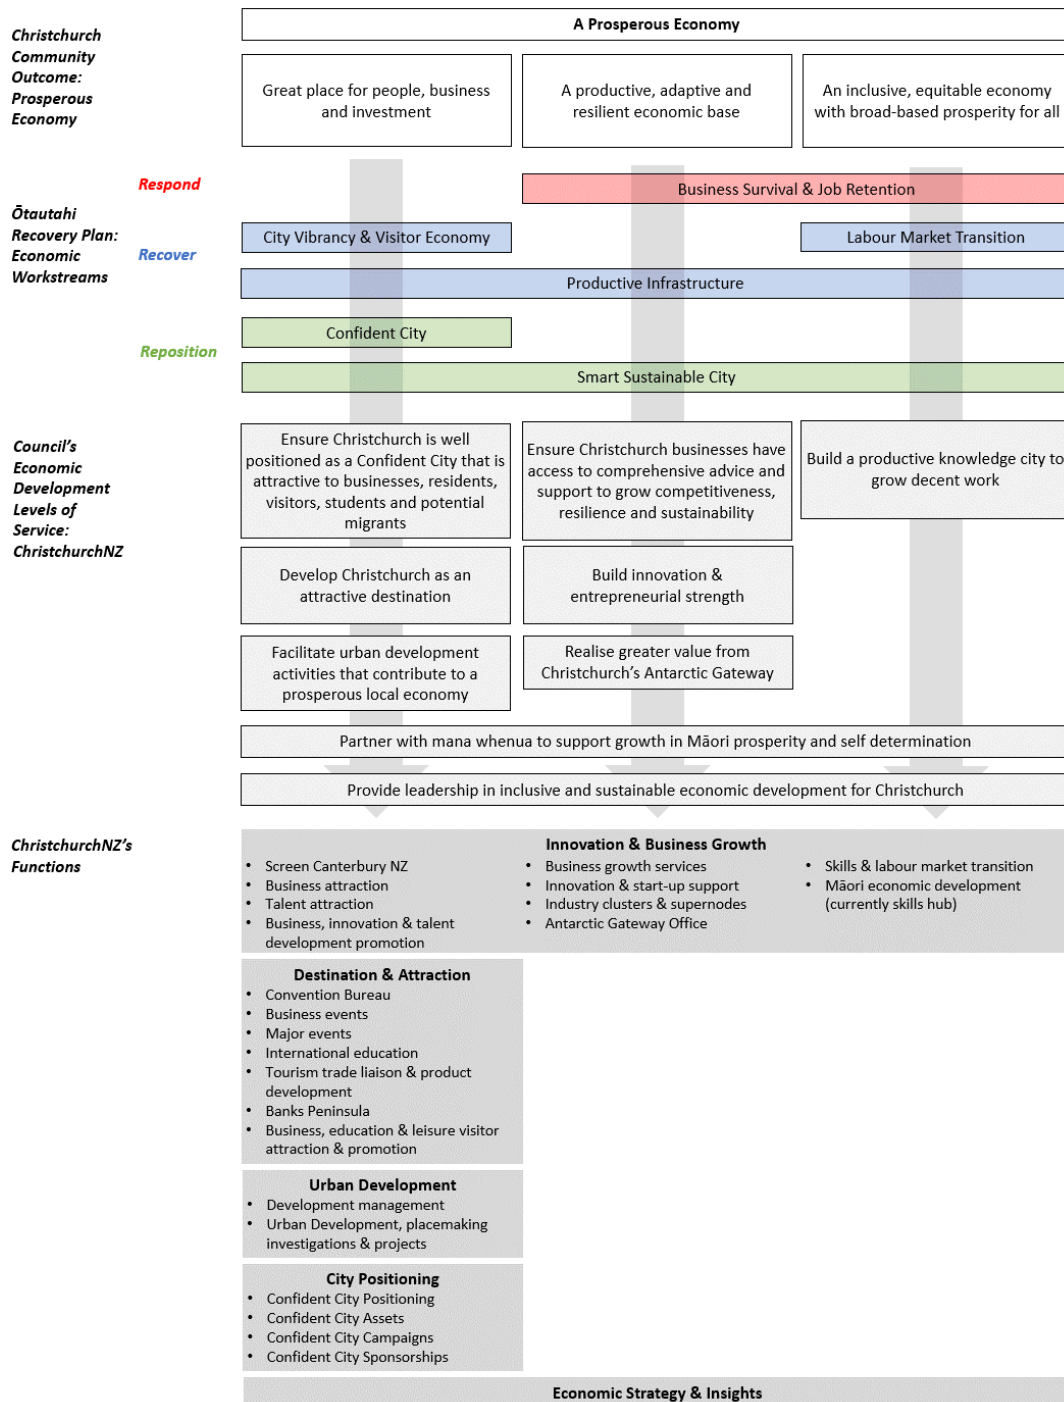 Christchurch
Community
Outcome:
Prosperous
Economy
A Prosperous Economy
Great place for people, business
and investment
A productive, adaptive and
resilient economic base
An inclusive, equitable economy
with broad-based prosperity for all
Ōtautahi
Recovery Plan:
Economic
Workstreams
Respond
Business Survival & Job Retention
Recover
City Vibrancy & Visitor Economy
Labour Market Transition
Productive Infrastructure
Reposition
Confident City
Smart Sustainable City
Council's
Economic
Development
Levels of
Service:
ChristchurchNZ
Ensure Christchurch is well
positioned as a Confident City that is
attractive to businesses, residents,
visitors, students and potential
migrants
Ensure Christchurch businesses have
access to comprehensive advice and
support to grow competitiveness,
resilience and sustainability
Build a productive knowledge city to
grow decent work
Develop Christchurch as an
attractive destination
Build innovation &
entrepreneurial strength
Facilitate urban development
activities that contribute to a
prosperous local economy
Realise greater value from
Christchurch's Antarctic Gateway
Partner with mana whenua to support growth in Māori prosperity and self determination
Provide leadership in inclusive and sustainable economic development for Christchurch
ChristchurchNZ's
Functions
Innovation & Business Growth
• Screen Canterbury NZ
• Business attraction
• Talent attraction
• Business, innovation & talent
development promotion
• Business growth services
• Innovation & start-up support
• Industry clusters & supernodes
• Antarctic Gateway Office
• Skills & labour market transition
• Māori economic development
(currently skills hub)
Destination & Attraction
• Convention Bureau
• Business events
• Major events
• International education
• Tourism trade liaison & product
development
• Banks Peninsula
• Business, education & leisure visitor
attraction & promotion
Urban Development
• Development management
• Urban Development, placemaking
investigations & projects
City Positioning
• Confident City Positioning
• Confident City Assets
• Confident City Campaigns
• Confident City Sponsorships
Economic Strategy & Insights